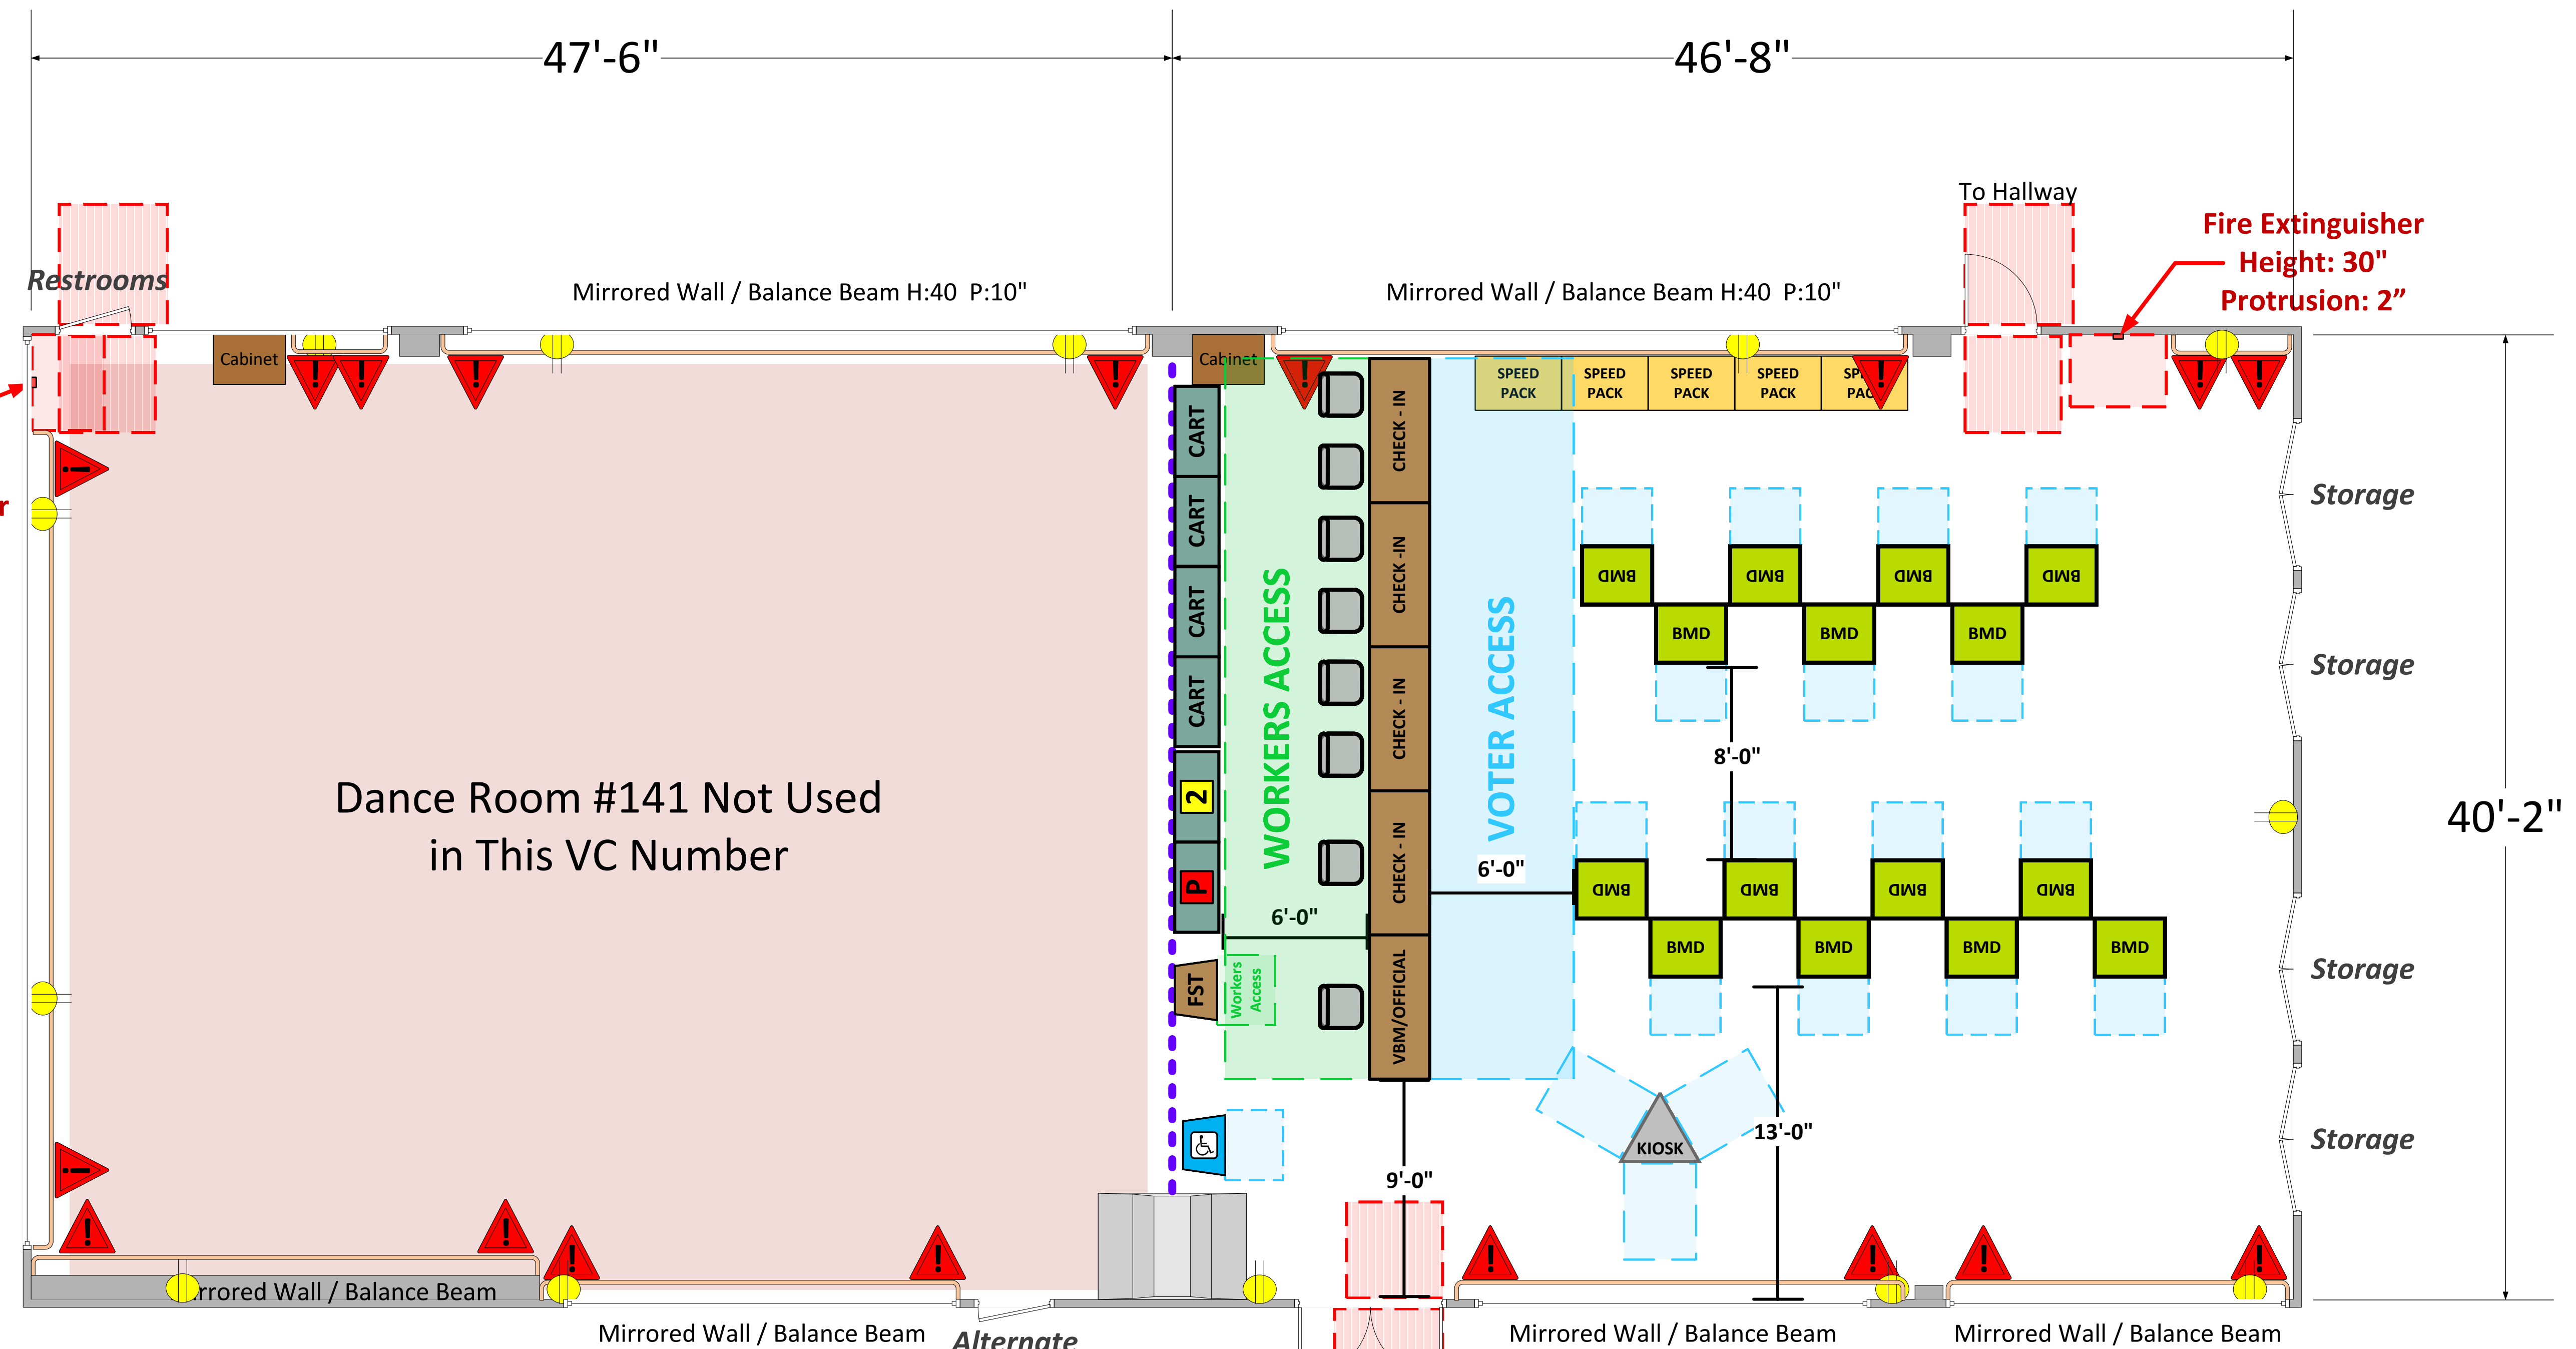 47'-6"
46'-8"
To Hallway
Fire Extinguisher
Height: 30"
Protrusion: 2”
Restrooms
Mirrored Wall / Balance Beam H:40  P:10"
Mirrored Wall / Balance Beam H:40  P:10"
Cabinet
Cabinet
SPEED PACK
SPEED PACK
SPEED PACK
SPEED PACK
CART
CART
CART
CART
2
P
FST
WORKERS ACCESS
Workers Access
CHECK - IN
CHECK -IN
CHECK - IN
CHECK - IN
VBM/OFFICIAL
VOTER ACCESS
BMD
BMD
BMD
BMD
BMD
BMD
BMD
8'-0"
6'-0"
6'-0"
BMD
BMD
BMD
BMD
BMD
BMD
BMD
BMD
Storage
Storage
Storage
Storage
40'-2"
Dance Room #141 Not Used
in This VC Number
KIOSK
13'-0"
9'-0"
rrored Wall / Balance Beam
Mirrored Wall / Balance Beam
Alternate
Mirrored Wall / Balance Beam
Mirrored Wall / Balance Beam